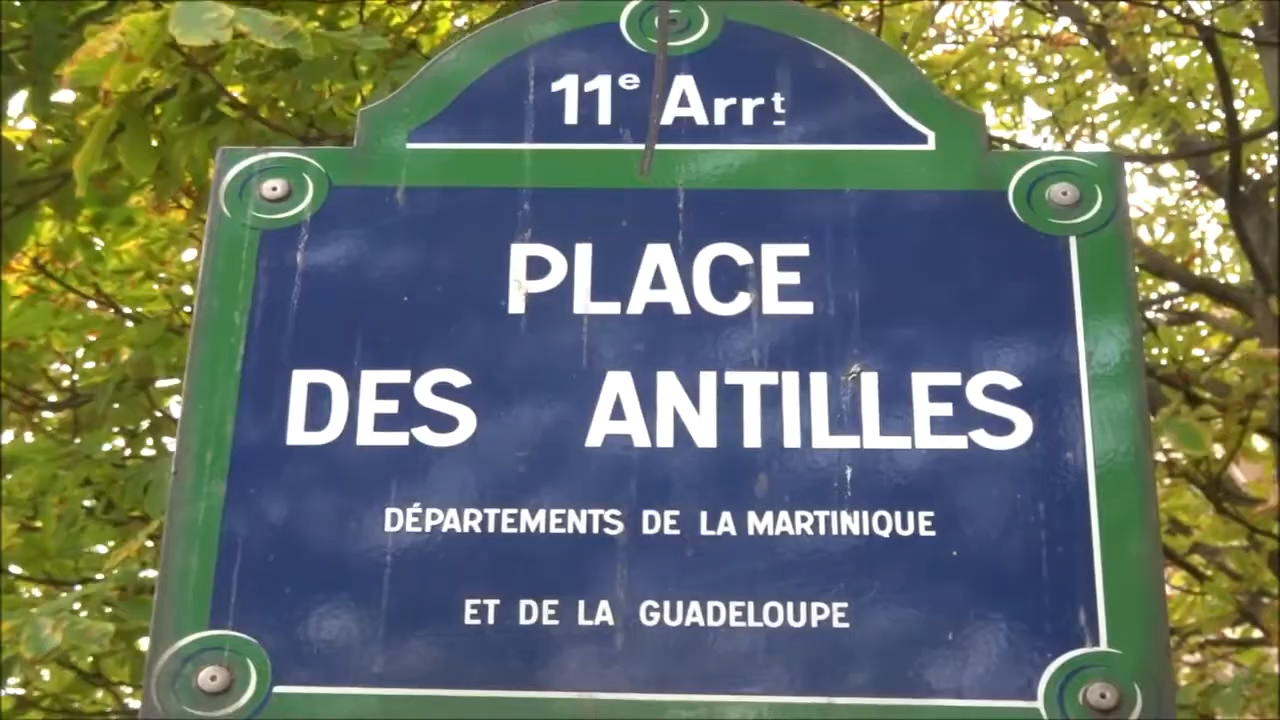 11e Arrt
PLACE
DES ANTILLES
DÉPARTEMENTS DE LA MARTINIQUE
ET DE LA GUADELOUPE